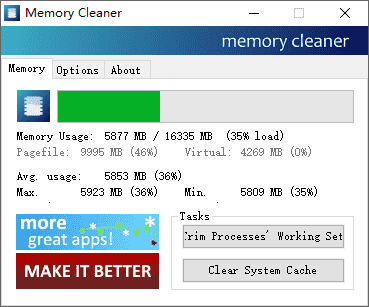 Memory Cleaner
memory cleaner
Memory Options About
Memory Usage: 5877 MB / 16335 MB (35% load)
Pagefile: 9995 MB (46%) Virtual: 4269 MB (0%)
Avg. usage: 5853 MB (36%)
Max. 5923 MB (36%) Min. 5809 MB (35%)
more
great apps!
MAKE IT BETTER
Tasks
Trim Processes' Working Set
Clear System Cache